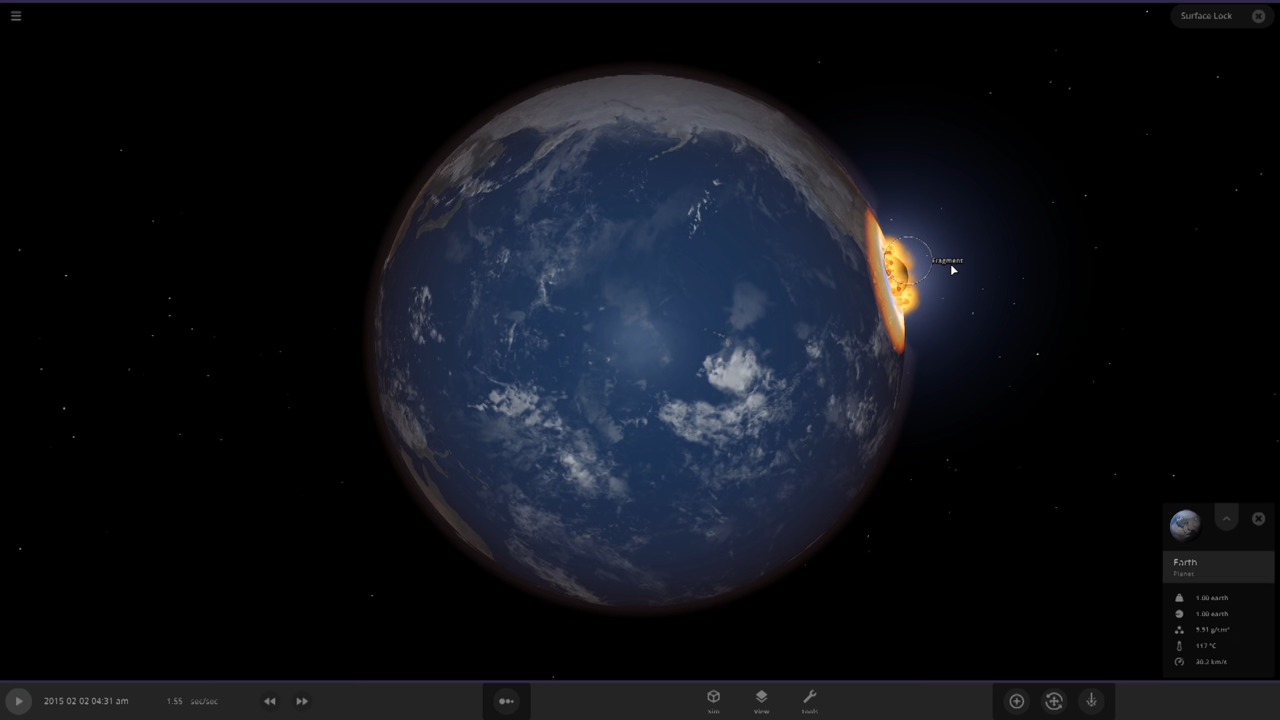 Surface Lock
Fragment
Earth
Planet
1.00 earth
1.00 earth
5.51 g/cm³
117 °C
30.2 km/s
2015 02 02 04:31 am
1.55 sec/sec
Sim
View
Tools